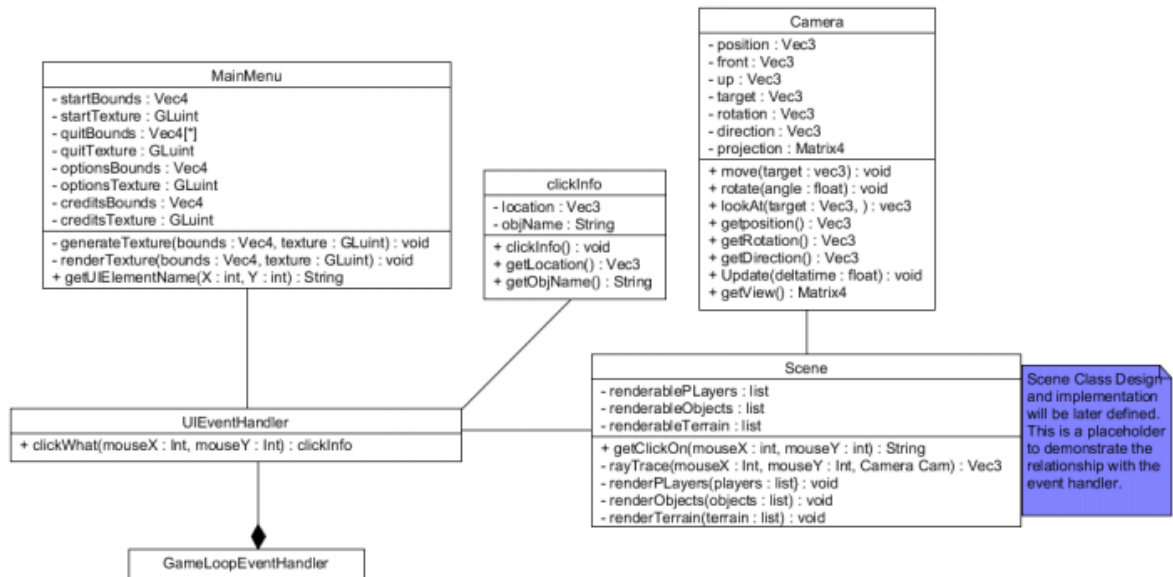 MainMenu
- startBounds : Vec4
- startTexture : GLuint
- quitBounds : Vec4[*]
- quitTexture : GLuint
- optionsBounds : Vec4
- optionsTexture : GLuint
- creditsBounds : Vec4
- creditsTexture : GLuint
- generateTexture(bounds : Vec4, texture : GLuint) : void
- renderTexture(bounds : Vec4, texture : GLuint) : void
+ getUIElementName(X : int, Y : int) : String
clickInfo
- location : Vec3
- objName : String
+ clickInfo() : void
+ getLocation() : Vec3
+ getObjName() : String
Camera
- position : Vec3
- front : Vec3
- up : Vec3
- target : Vec3
- rotation : Vec3
- direction : Vec3
- projection : Matrix4
+ move(target : vec3) : void
+ rotate(angle : float) : void
+ lookAt(target : Vec3, ) : vec3
+ getposition() : Vec3
+ getRotation() : Vec3
+ getDirection() : Vec3
+ Update(deltatime : float) : void
+ getView() : Matrix4
UIEventHandler
+ clickWhat(mouseX : Int, mouseY : Int) : clickInfo
Scene
- renderablePLayers : list
- renderableObjects : list
- renderableTerrain : list
+ getClickOn(mouseX : int, mouseY : int) : String
- rayTrace(mouseX : Int, mouseY : Int, Camera Cam) : Vec3
- renderPLayers(players : list) : void
- renderObjects(objects : list) : void
- renderTerrain(terrain : list) : void
Scene Class Design
and implementation
will be later defined.
This is a placeholder
to demonstrate the
relationship with the
event handler.
GameLoopEventHandler